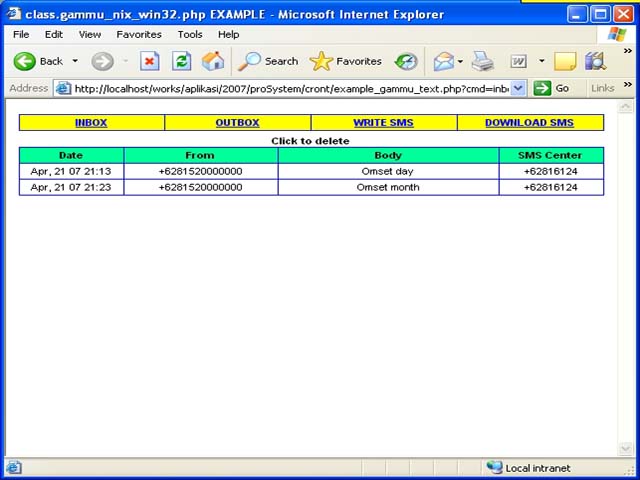 class.gammu_nix_win32.php EXAMPLE - Microsoft Internet Explorer
File Edit View Favorites Tools Help
Back Search Favorites W
Address http://localhost/works/aplikasi/2007/proSystem/cront/example_gammu_text.php?cmd=inb Go Links
INBOX OUTBOX WRITE SMS DOWNLOAD SMS
Click to delete
Date From Body SMS Center
Apr, 21 07 21:13 +6281520000000 Omset day +62816124
Apr, 21 07 21:23 +6281520000000 Omset month +62816124
Local intranet